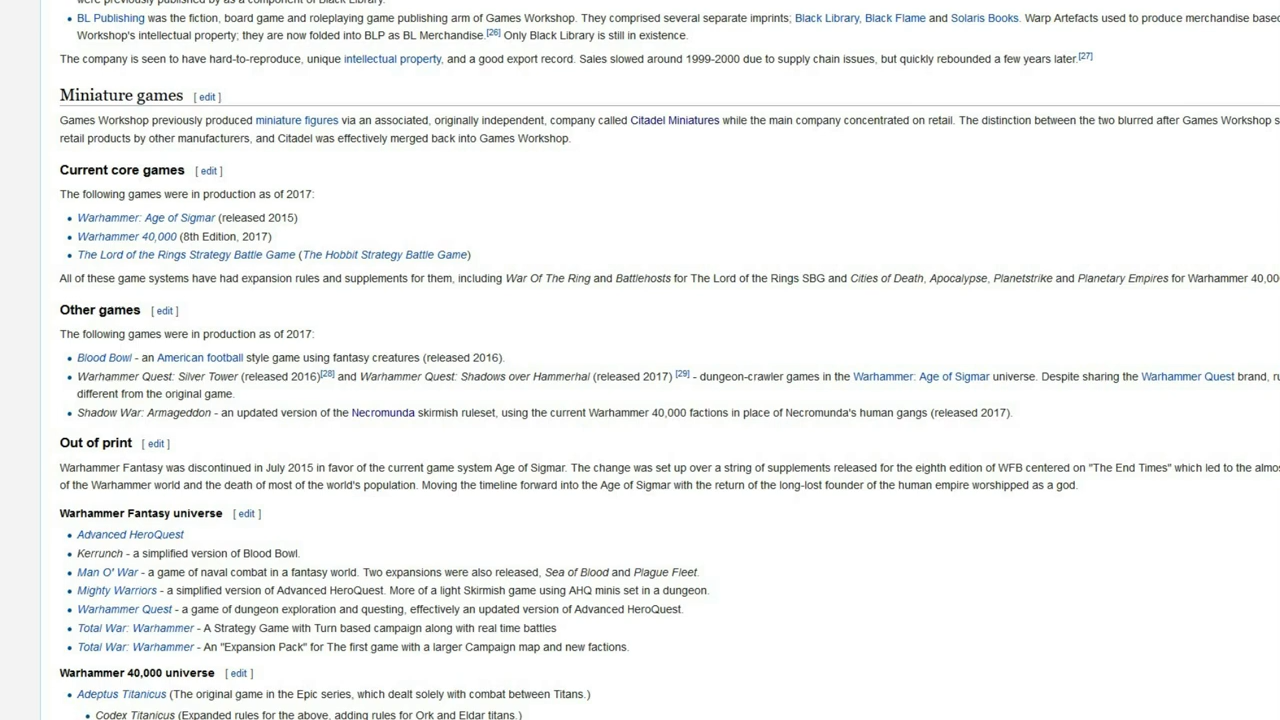 were previously published by as a component of Black Library.
BL Publishing was the fiction, board game and roleplaying game publishing arm of Games Workshop. They comprised several separate imprints; Black Library, Black Flame and Solaris Books. Warp Artefacts used to produce merchandise based
Workshop's intellectual property; they are now folded into BLP as BL Merchandise.[26] Only Black Library is still in existence.
The company is seen to have hard-to-reproduce, unique intellectual property, and a good export record. Sales slowed around 1999-2000 due to supply chain issues, but quickly rebounded a few years later.[27]
Miniature games [ edit ]
Games Workshop previously produced miniature figures via an associated, originally independent, company called Citadel Miniatures while the main company concentrated on retail. The distinction between the two blurred after Games Workshop s
retail products by other manufacturers, and Citadel was effectively merged back into Games Workshop.
Current core games [ edit ]
The following games were in production as of 2017:
• Warhammer: Age of Sigmar (released 2015)
• Warhammer 40,000 (8th Edition, 2017)
• The Lord of the Rings Strategy Battle Game (The Hobbit Strategy Battle Game)
All of these game systems have had expansion rules and supplements for them, including War Of The Ring and Battlehosts for The Lord of the Rings SBG and Cities of Death, Apocalypse, Planetstrike and Planetary Empires for Warhammer 40,00
Other games [ edit ]
The following games were in production as of 2017:
• Blood Bowl - an American football style game using fantasy creatures (released 2016).
• Warhammer Quest: Silver Tower (released 2016)[28] and Warhammer Quest: Shadows over Hammerhal (released 2017) [29] - dungeon-crawler games in the Warhammer: Age of Sigmar universe. Despite sharing the Warhammer Quest brand, ru
different from the original game.
• Shadow War: Armageddon - an updated version of the Necromunda skirmish ruleset, using the current Warhammer 40,000 factions in place of Necromunda's human gangs (released 2017).
Out of print [ edit ]
Warhammer Fantasy was discontinued in July 2015 in favor of the current game system Age of Sigmar. The change was set up over a string of supplements released for the eighth edition of WFB centered on "The End Times" which led to the almos
of the Warhammer world and the death of most of the world's population. Moving the timeline forward into the Age of Sigmar with the return of the long-lost founder of the human empire worshipped as a god.
Warhammer Fantasy universe [ edit ]
• Advanced HeroQuest
• Kerrunch - a simplified version of Blood Bowl.
• Man O' War - a game of naval combat in a fantasy world. Two expansions were also released, Sea of Blood and Plague Fleet.
• Mighty Warriors - a simplified version of Advanced HeroQuest. More of a light Skirmish game using AHQ minis set in a dungeon.
• Warhammer Quest - a game of dungeon exploration and questing, effectively an updated version of Advanced HeroQuest.
• Total War: Warhammer - A Strategy Game with Turn based campaign along with real time battles
• Total War: Warhammer - An "Expansion Pack" for The first game with a larger Campaign map and new factions.
Warhammer 40,000 universe [ edit ]
• Adeptus Titanicus (The original game in the Epic series, which dealt solely with combat between Titans.)
• Codex Titanicus (Expanded rules for the above, adding rules for Ork and Eldar titans.)